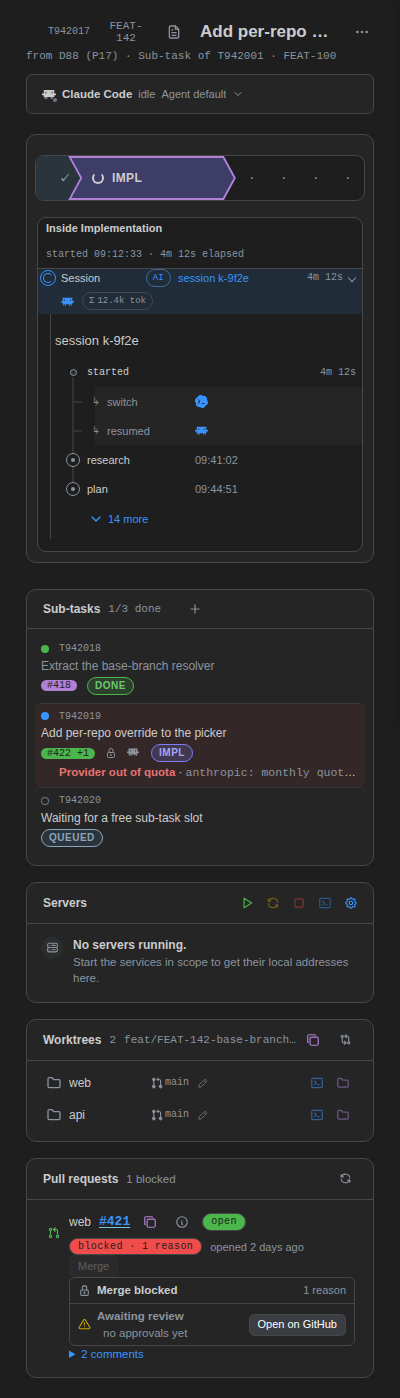 T942017 FEAT-142 Add per-repo … ···
from D88 (P17) · Sub-task of T942001 · FEAT-100
Claude Code idle Agent default
✓ IMPL · · · ·
Inside Implementation
started 09:12:33 · 4m 12s elapsed
Session AI session k-9f2e 4m 12s
Σ 12.4k tok
session k-9f2e
started 4m 12s
↳ switch
↳ resumed
research 09:41:02
plan 09:44:51
14 more
Sub-tasks 1/3 done +
T942018
Extract the base-branch resolver
#418 DONE
T942019
Add per-repo override to the picker
#422 +1 IMPL
Provider out of quota · anthropic: monthly quot…
T942020
Waiting for a free sub-task slot
QUEUED
Servers
No servers running.
Start the services in scope to get their local addresses
here.
Worktrees 2 feat/FEAT-142-base-branch…
web main
api main
Pull requests 1 blocked
web #421 open
blocked · 1 reason opened 2 days ago
Merge
Merge blocked 1 reason
Awaiting review
no approvals yet
Open on GitHub
▶ 2 comments